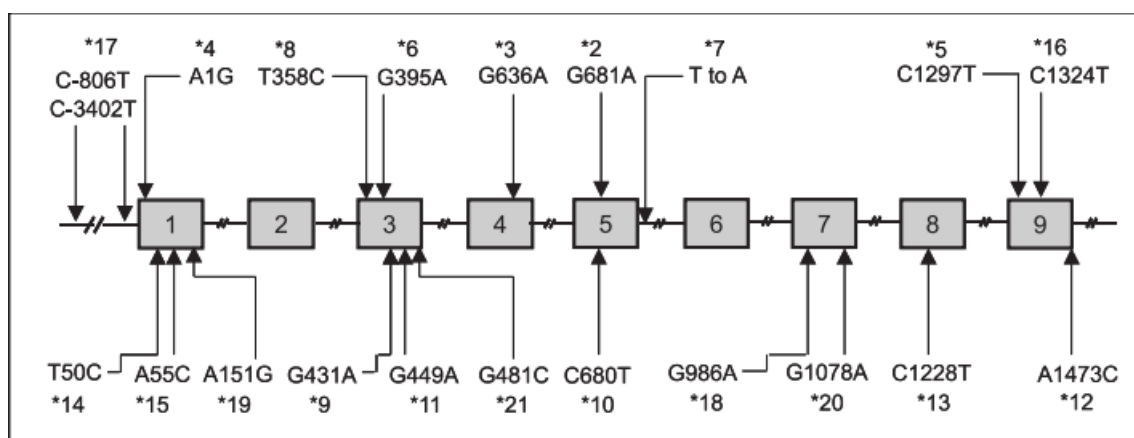 *17 *4 *8 *6 *3 *2 *7 *5 *16
C-806T A1G T358C G395A G636A G681A T to A C1297T C1324T
C-3402T
1 2 3 4 5 6 7 8 9
T50C A55C A151G G431A G449A G481C C680T G986A G1078A C1228T A1473C
*14 *15 *19 *9 *11 *21 *10 *18 *20 *13 *12